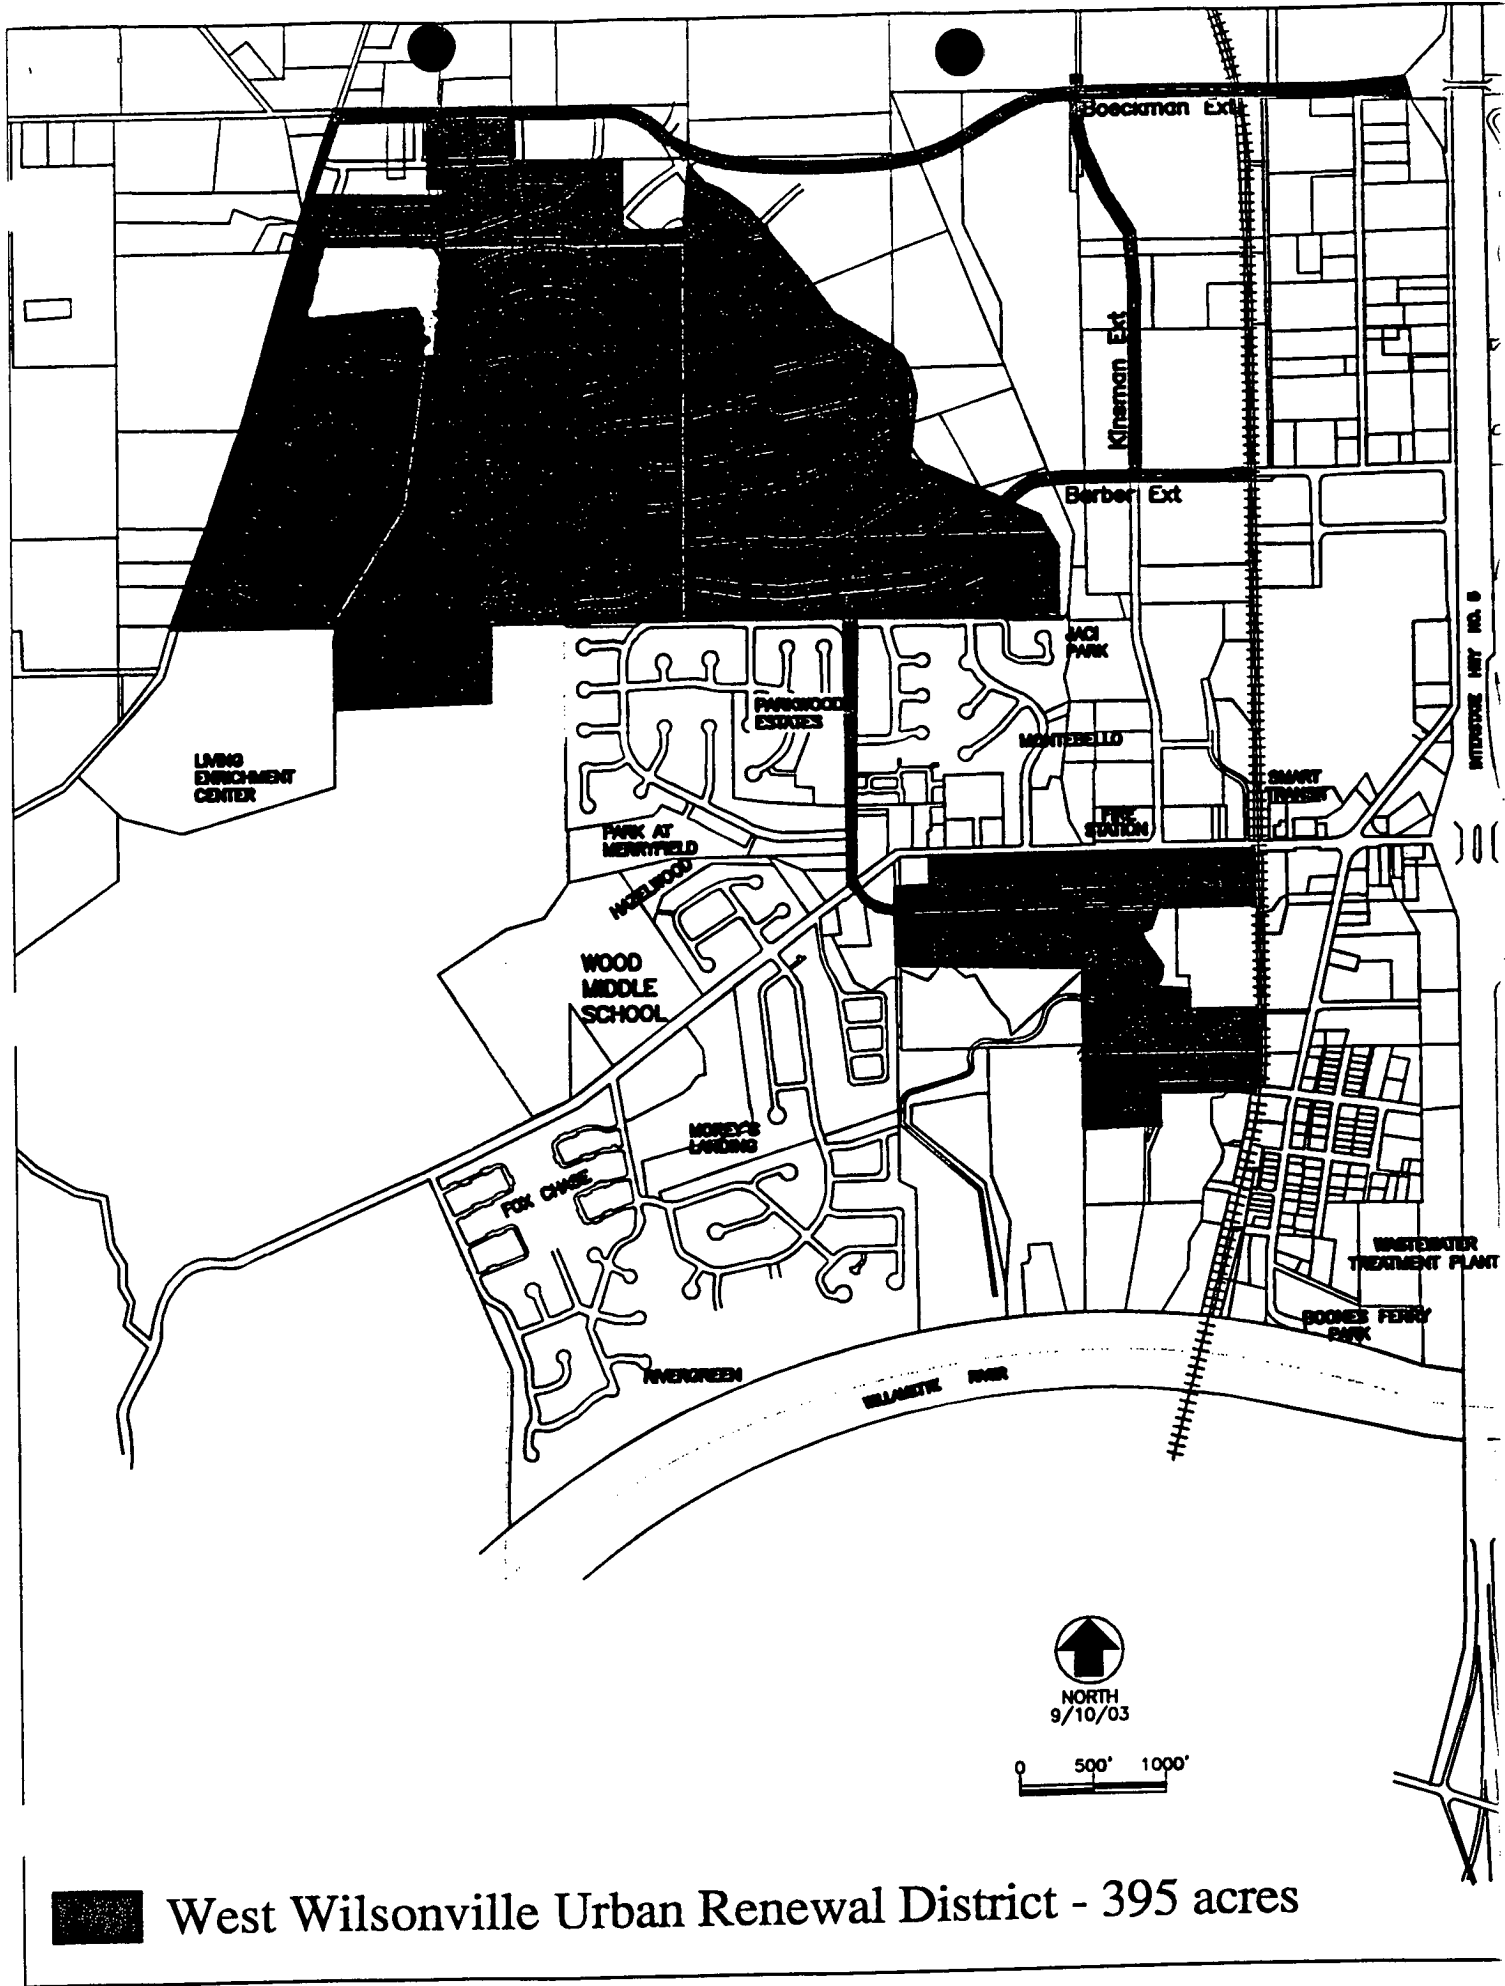 Boeckman Ext
Kinsman Ext
Barber Ext
INTERSTATE HWY NO. 5
JACI
PARK
PARKWOOD
ESTATES
MONTEBELLO
LIVING
ENRICHMENT
CENTER
SMART
TRANSIT
FIRE
STATION
PARK AT
MERRYFIELD
HAZELWOOD
WOOD
MIDDLE
SCHOOL
MOREY'S
LANDING
FOX CHASE
WASTEWATER
TREATMENT PLANT
BOONES FERRY
PARK
RIVERGREEN
WILLAMETTE RIVER
NORTH
9/10/03
0 500' 1000'
West Wilsonville Urban Renewal District - 395 acres